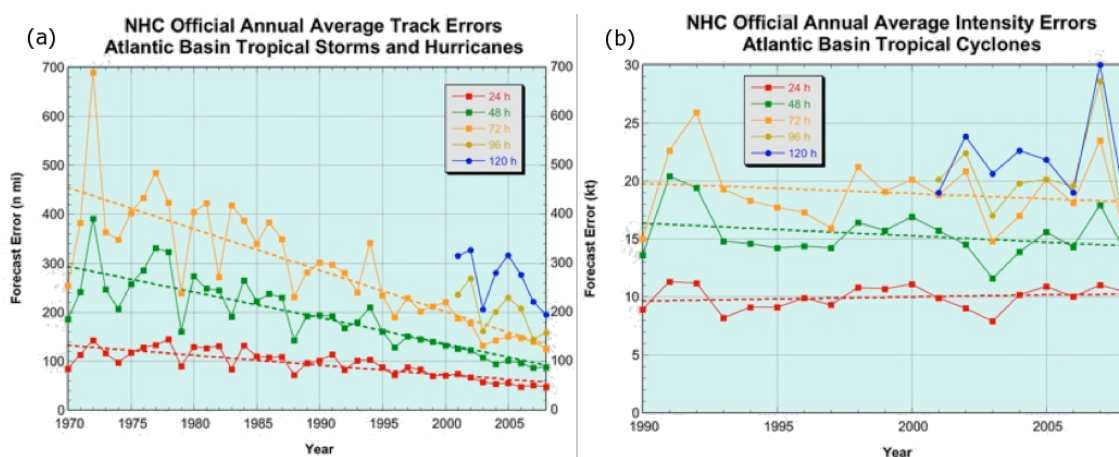 (a)
NHC Official Annual Average Track Errors
Atlantic Basin Tropical Storms and Hurricanes
700
600
500
400
300
200
100
0
700
600
500
400
300
200
100
0
Forecast Error (n mi)
24 h
48 h
72 h
96 h
120 h
1970 1975 1980 1985 1990 1995 2000 2005
Year
(b)
NHC Official Annual Average Intensity Errors
Atlantic Basin Tropical Cyclones
30
25
20
15
10
5
0
Forecast Error (kt)
24 h
48 h
72 h
96 h
120 h
1990 1995 2000 2005
Year